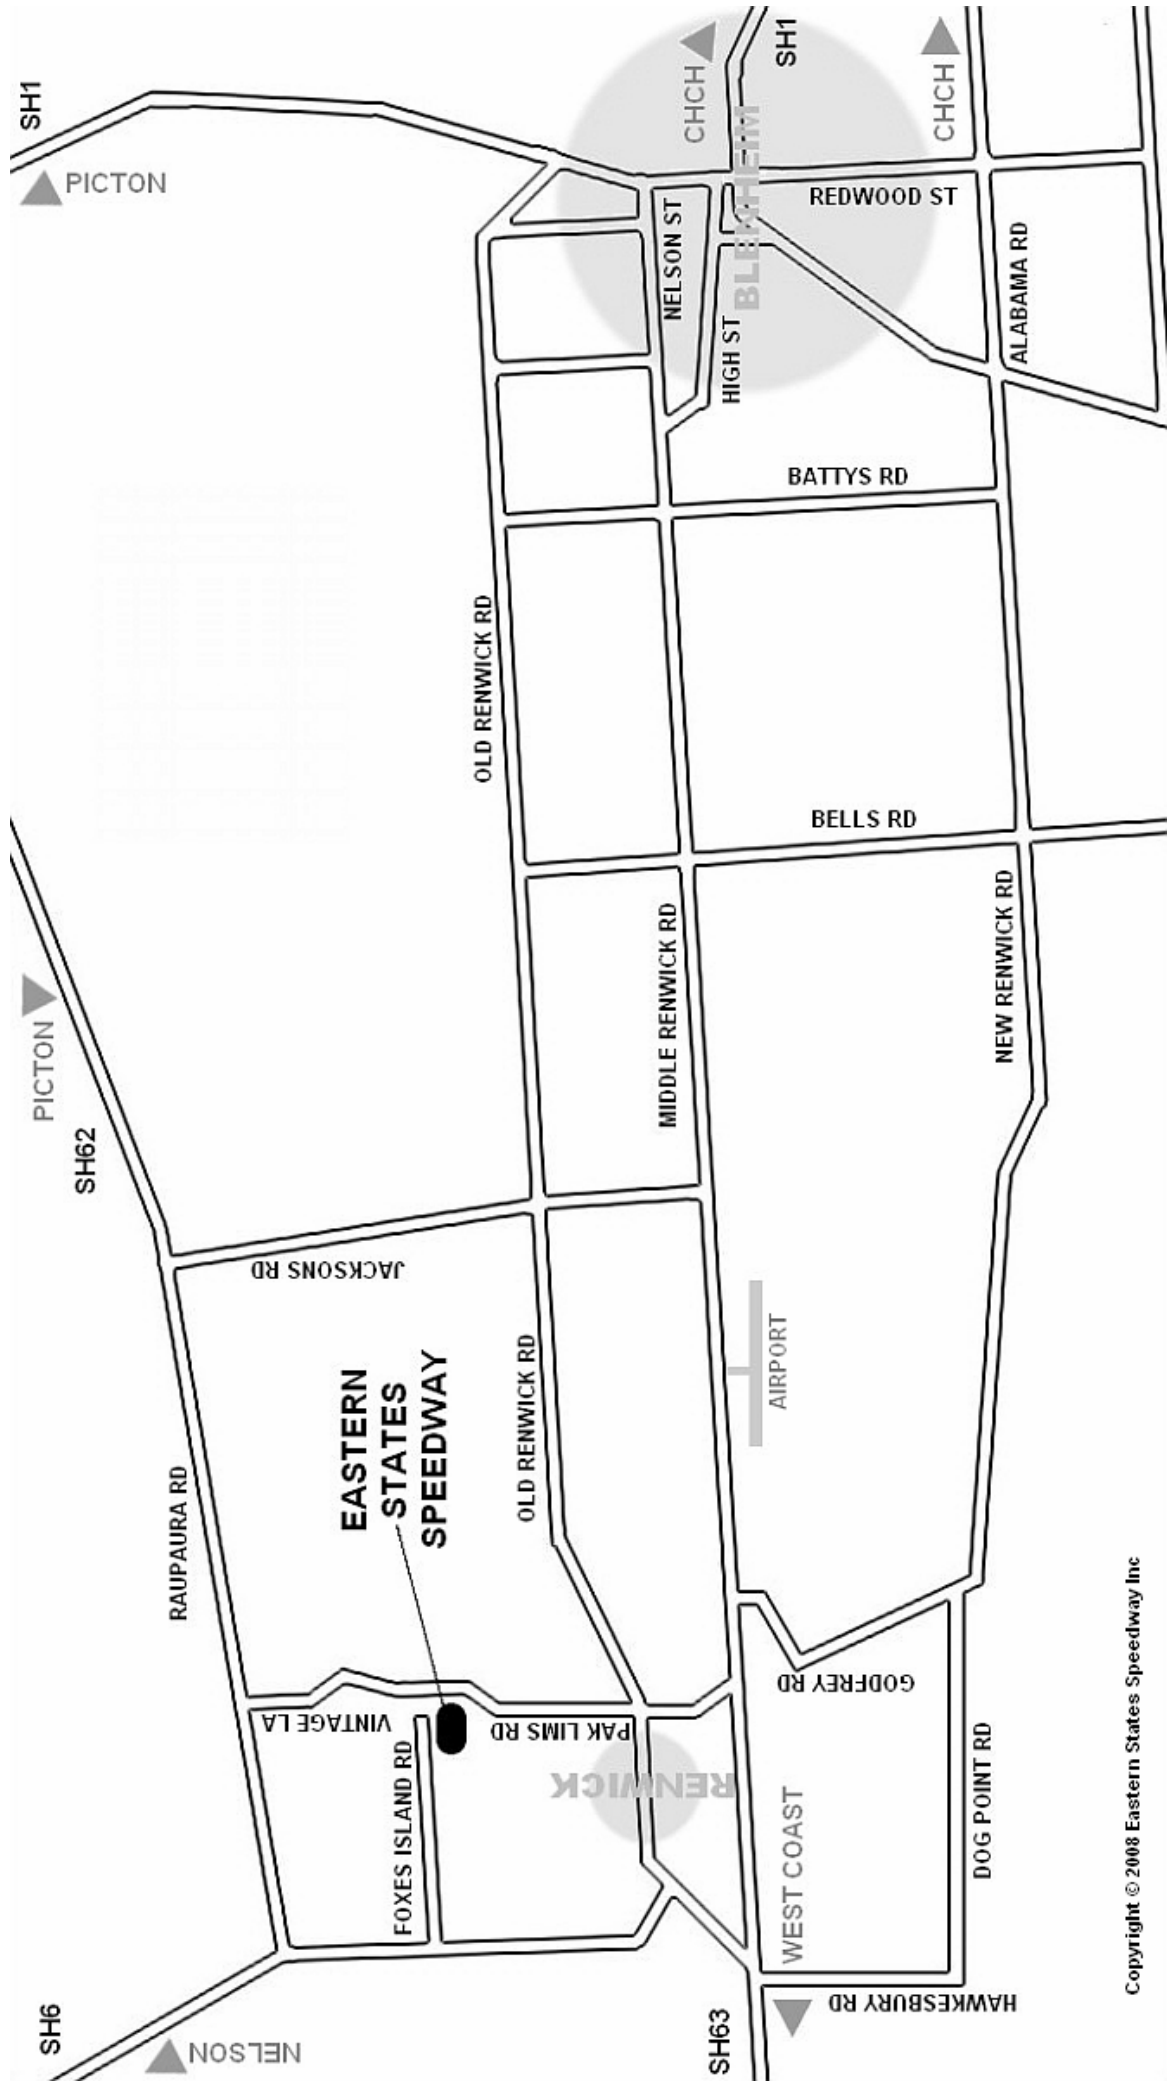 SH1
PICTON
CHCH
SH1
CHCH
BLENHEIM
REDWOOD ST
NELSON ST
HIGH ST
ALABAMA RD
BATTYS RD
OLD RENWICK RD
BELLS RD
MIDDLE RENWICK RD
NEW RENWICK RD
PICTON
SH62
JACKSONS RD
AIRPORT
EASTERN
STATES
SPEEDWAY
OLD RENWICK RD
RAUPAURA RD
VINTAGE LA
PAK LIMS RD
FOXES ISLAND RD
RENWICK
GODFREY RD
DOG POINT RD
WEST COAST
HAWKESBURY RD
SH6
NELSON
SH63
Copyright © 2008 Eastern States Speedway Inc